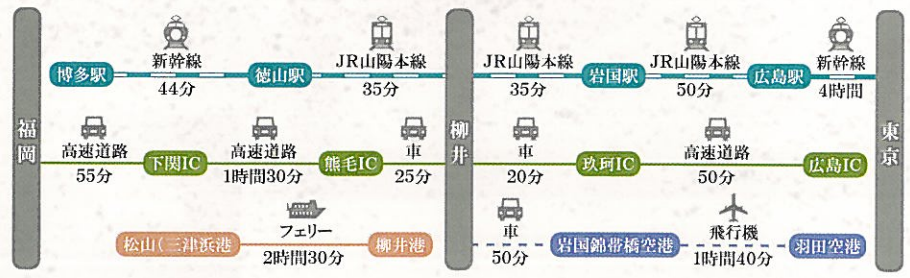 新幹線 JR山陽本線 JR山陽本線 JR山陽本線 新幹線
博多駅 徳山駅 岩国駅 広島駅
44分 35分 35分 50分 4時間
福岡 柳井 東京
高速道路 高速道路 車 車 高速道路
下関IC 熊毛IC 玖珂IC 広島IC
55分 1時間30分 25分 20分 50分
フェリー 車 飛行機
松山(三津浜港 柳井港 岩国錦帯橋空港 羽田空港
2時間30分 50分 1時間40分